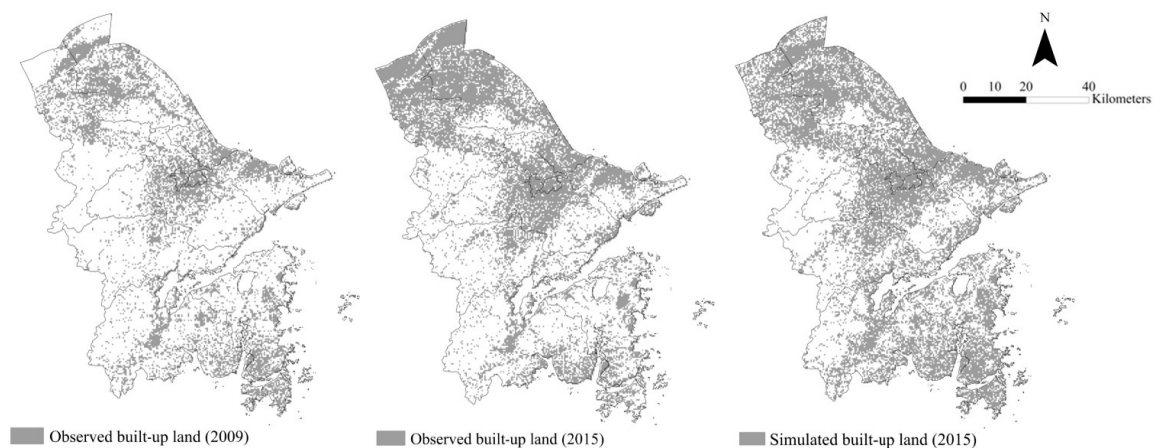 N
0 10 20 40
Kilometers
Observed built-up land (2009)
Observed built-up land (2015)
Simulated built-up land (2015)